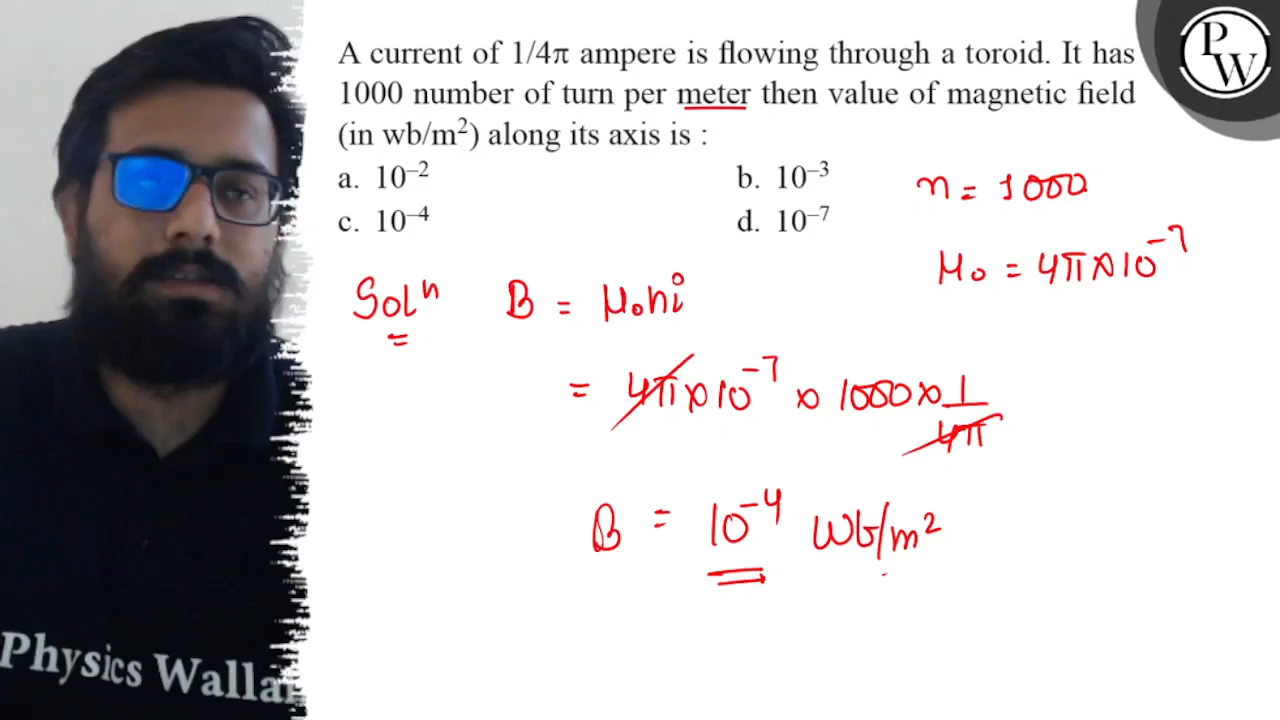 PW
A current of 1/4π ampere is flowing through a toroid. It has
1000 number of turn per meter then value of magnetic field
(in wb/m²) along its axis is :
a. 10⁻² b. 10⁻³
c. 10⁻⁴ d. 10⁻⁷
n = 1000
μ₀ = 4π×10⁻⁷
Solⁿ B = μ₀ni
= 4π×10⁻⁷ × 1000 × 1/4π
B = 10⁻⁴ Wb/m²
Physics Walla